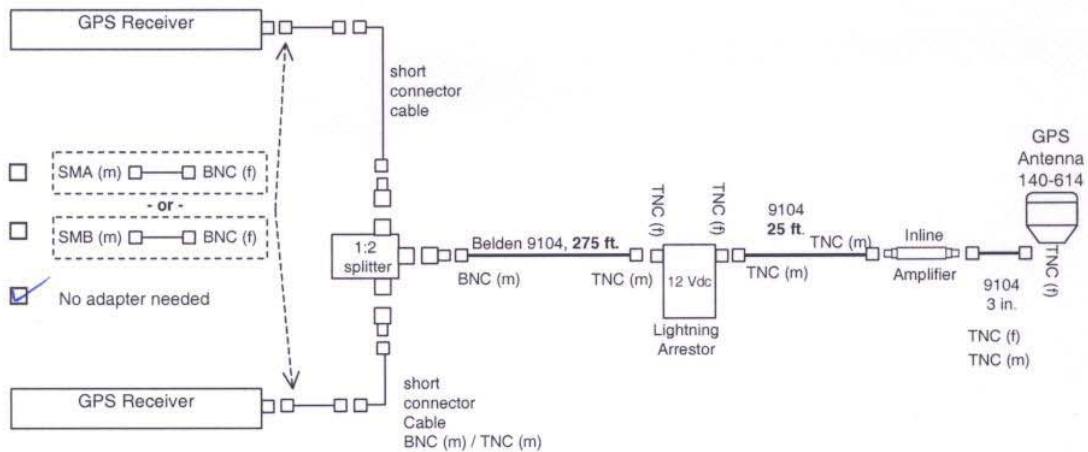 GPS Receiver
short
connector
cable
SMA (m)
BNC (f)
- or -
SMB (m)
BNC (f)
No adapter needed
1:2
splitter
Belden 9104, 275 ft.
BNC (m)
TNC (m)
TNC (f)
TNC (f)
12 Vdc
Lightning
Arrestor
9104
25 ft.
TNC (m)
TNC (m)
Inline
Amplifier
GPS
Antenna
140-614
TNC (f)
9104
3 in.
TNC (f)
TNC (m)
GPS Receiver
short
connector
Cable
BNC (m) / TNC (m)